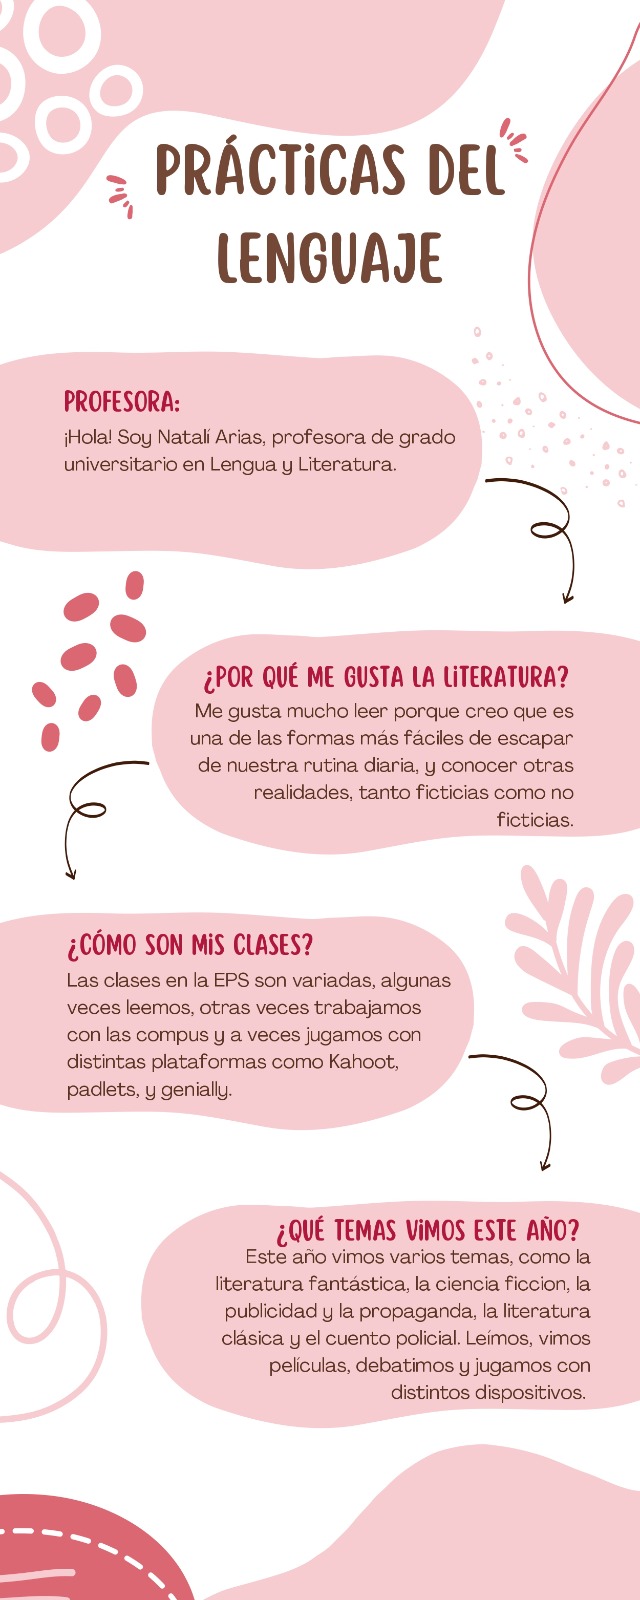 PRÁCTiCAS DEL
LENGUAJE
PROFESORA:
¡Hola! Soy Natalí Arias, profesora de grado
universitario en Lengua y Literatura.
¿POR QUÉ ME GUSTA LA LiTERATURA?
Me gusta mucho leer porque creo que es
una de las formas más fáciles de escapar
de nuestra rutina diaria, y conocer otras
realidades, tanto ficticias como no
ficticias.
¿CÓMO SON MiS CLASES?
Las clases en la EPS son variadas, algunas
veces leemos, otras veces trabajamos
con las compus y a veces jugamos con
distintas plataformas como Kahoot,
padlets, y genially.
¿QUÉ TEMAS ViMOS ESTE AÑO?
Este año vimos varios temas, como la
literatura fantástica, la ciencia ficcion, la
publicidad y la propaganda, la literatura
clásica y el cuento policial. Leímos, vimos
películas, debatimos y jugamos con
distintos dispositivos.